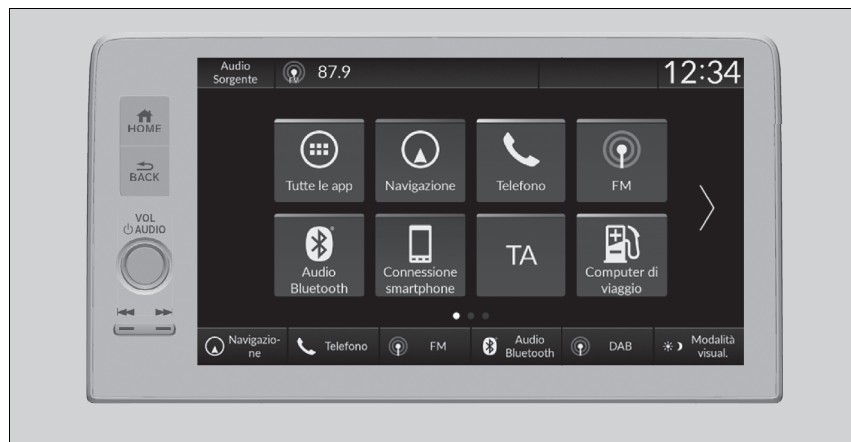 Audio
Sorgente
FM
87.9
12:34
HOME
BACK
VOL
AUDIO
Tutte le app
Navigazione
Telefono
FM
Audio
Bluetooth
Connessione
smartphone
TA
Computer di
viaggio
Navigazio-
ne
Telefono
FM
Audio
Bluetooth
DAB
Modalità
visual.